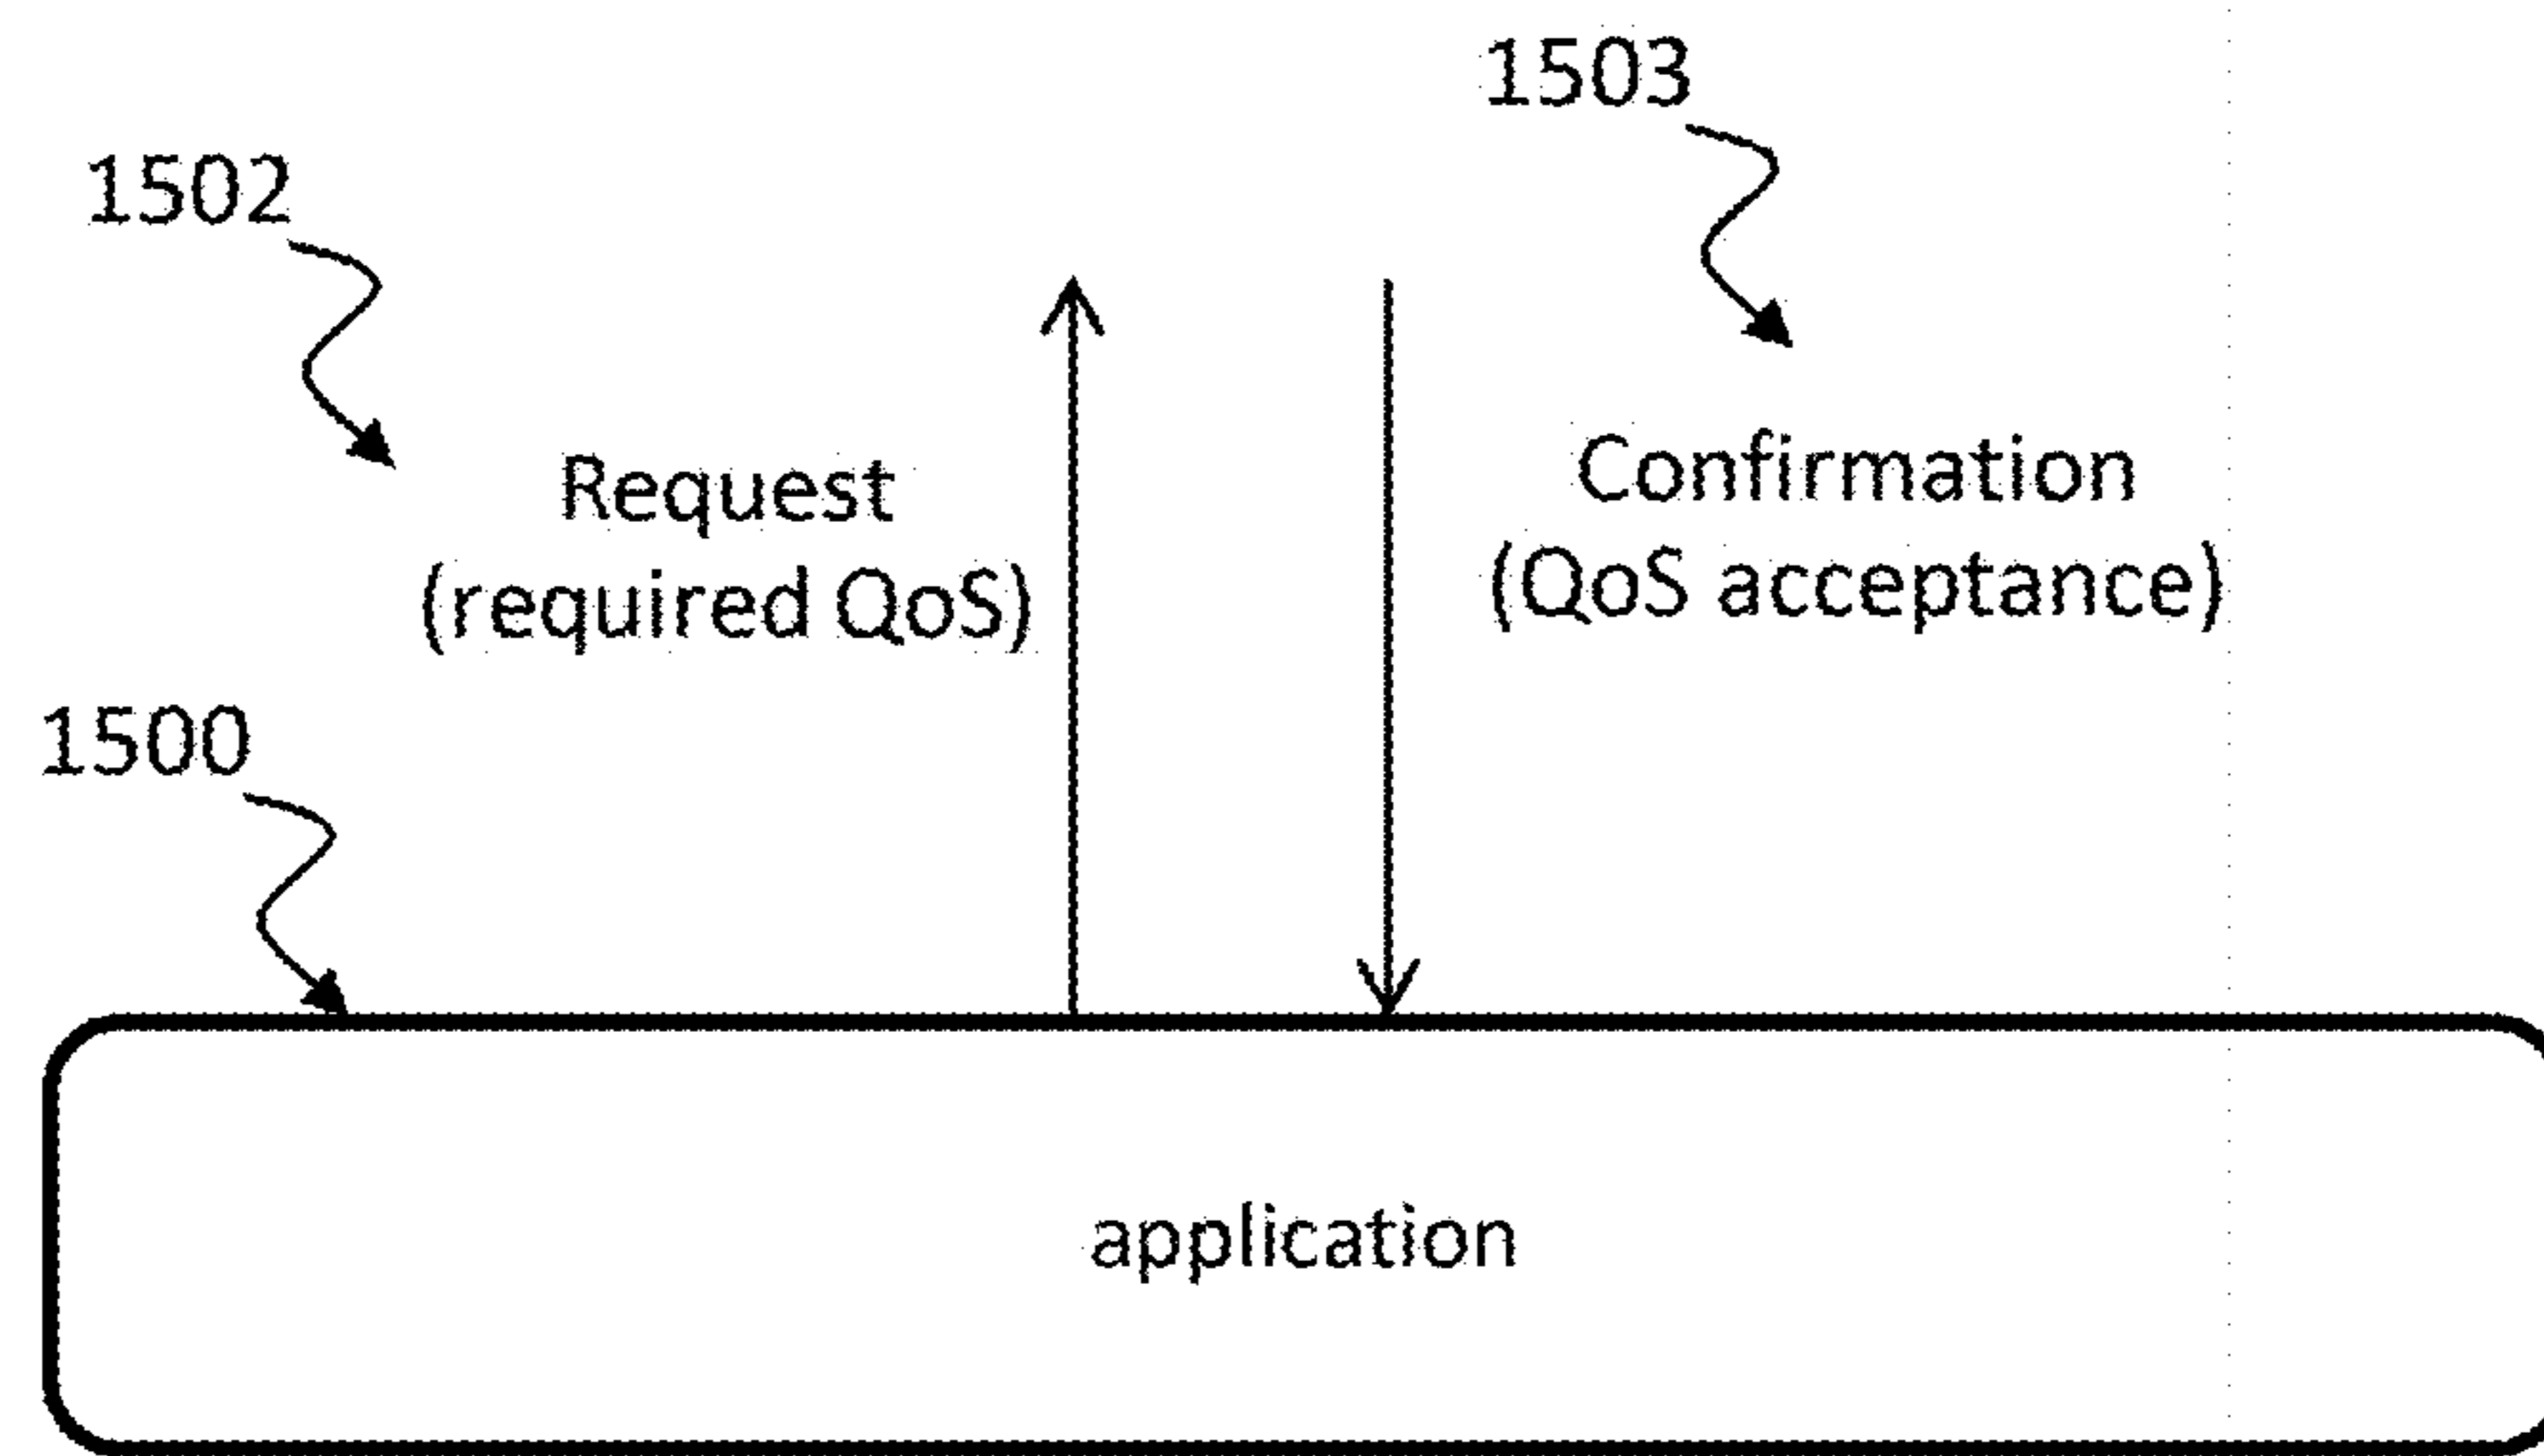 1503
1502
Request
(required QoS)
Confirmation
(QoS acceptance)
1500
application